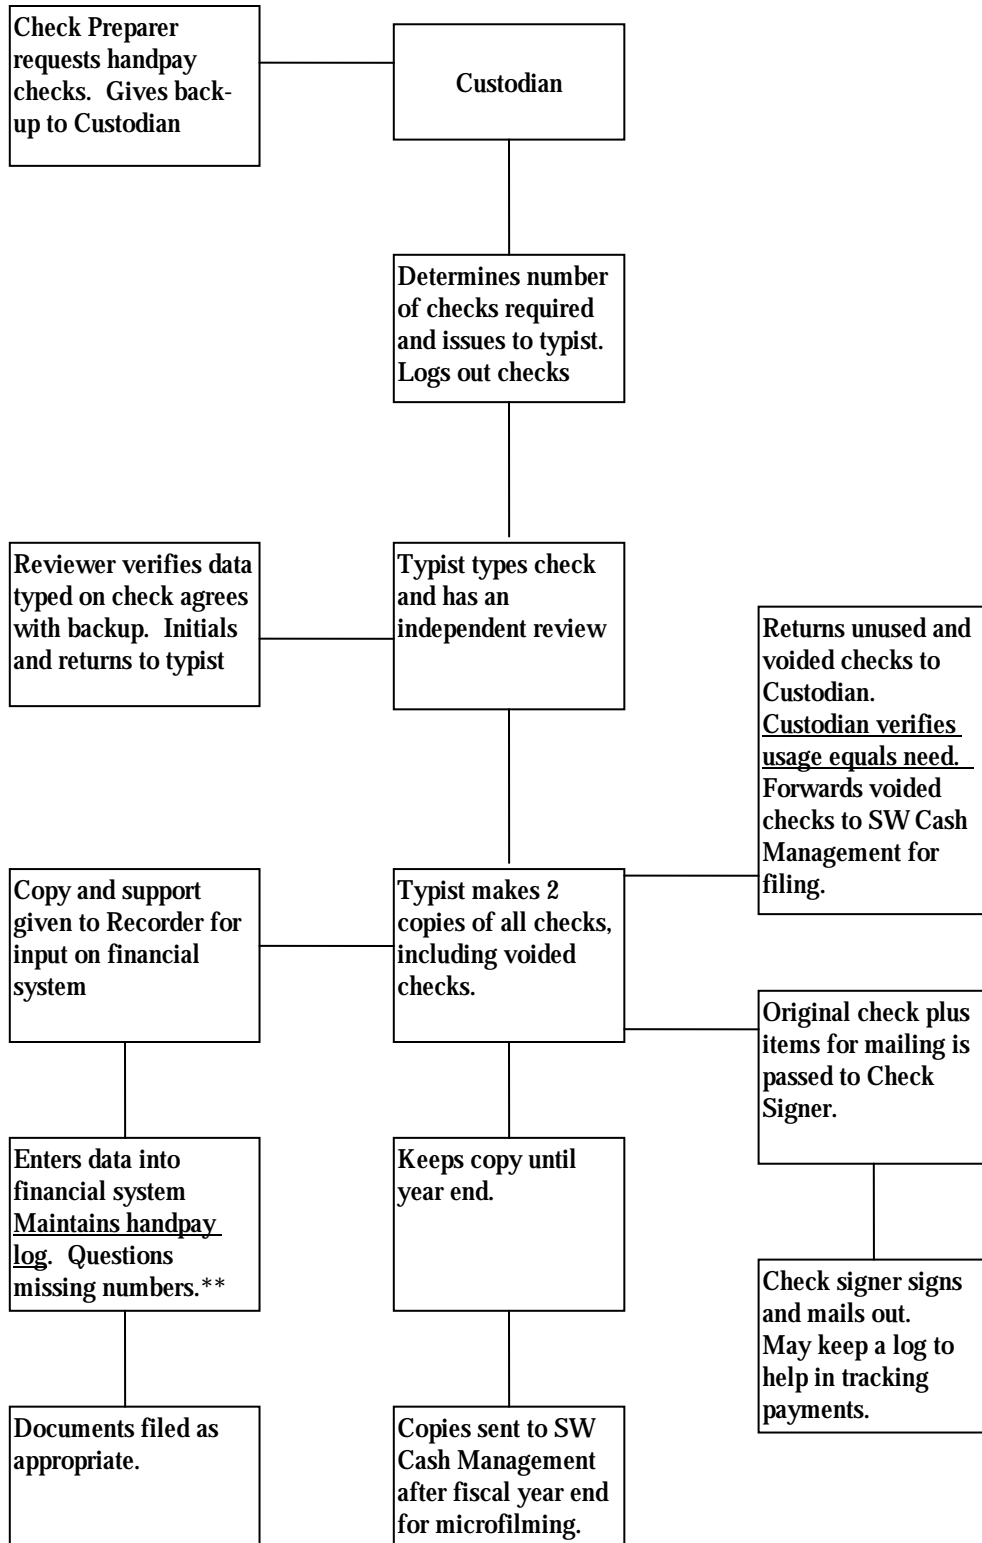 Check Preparer
requests handpay
checks.  Gives back-
up to Custodian
Custodian
Determines number
of checks required
and issues to typist.
Logs out checks
Reviewer verifies data
typed on check agrees
with backup.  Initials
and returns to typist
Typist types check
and has an
independent review
Returns unused and
voided checks to
Custodian.
Custodian verifies
usage equals need.
Forwards voided
checks to SW Cash
Management for
filing.
Copy and support
given to Recorder for
input on financial
system
Typist makes 2
copies of all checks,
including voided
checks.
Original check plus
items for mailing is
passed to Check
Signer.
Enters data into
financial system
Maintains handpay
log.  Questions
missing numbers.**
Keeps copy until
year end.
Check signer signs
and mails out.
May keep a log to
help in tracking
payments.
Documents filed as
appropriate.
Copies sent to SW
Cash Management
after fiscal year end
for microfilming.